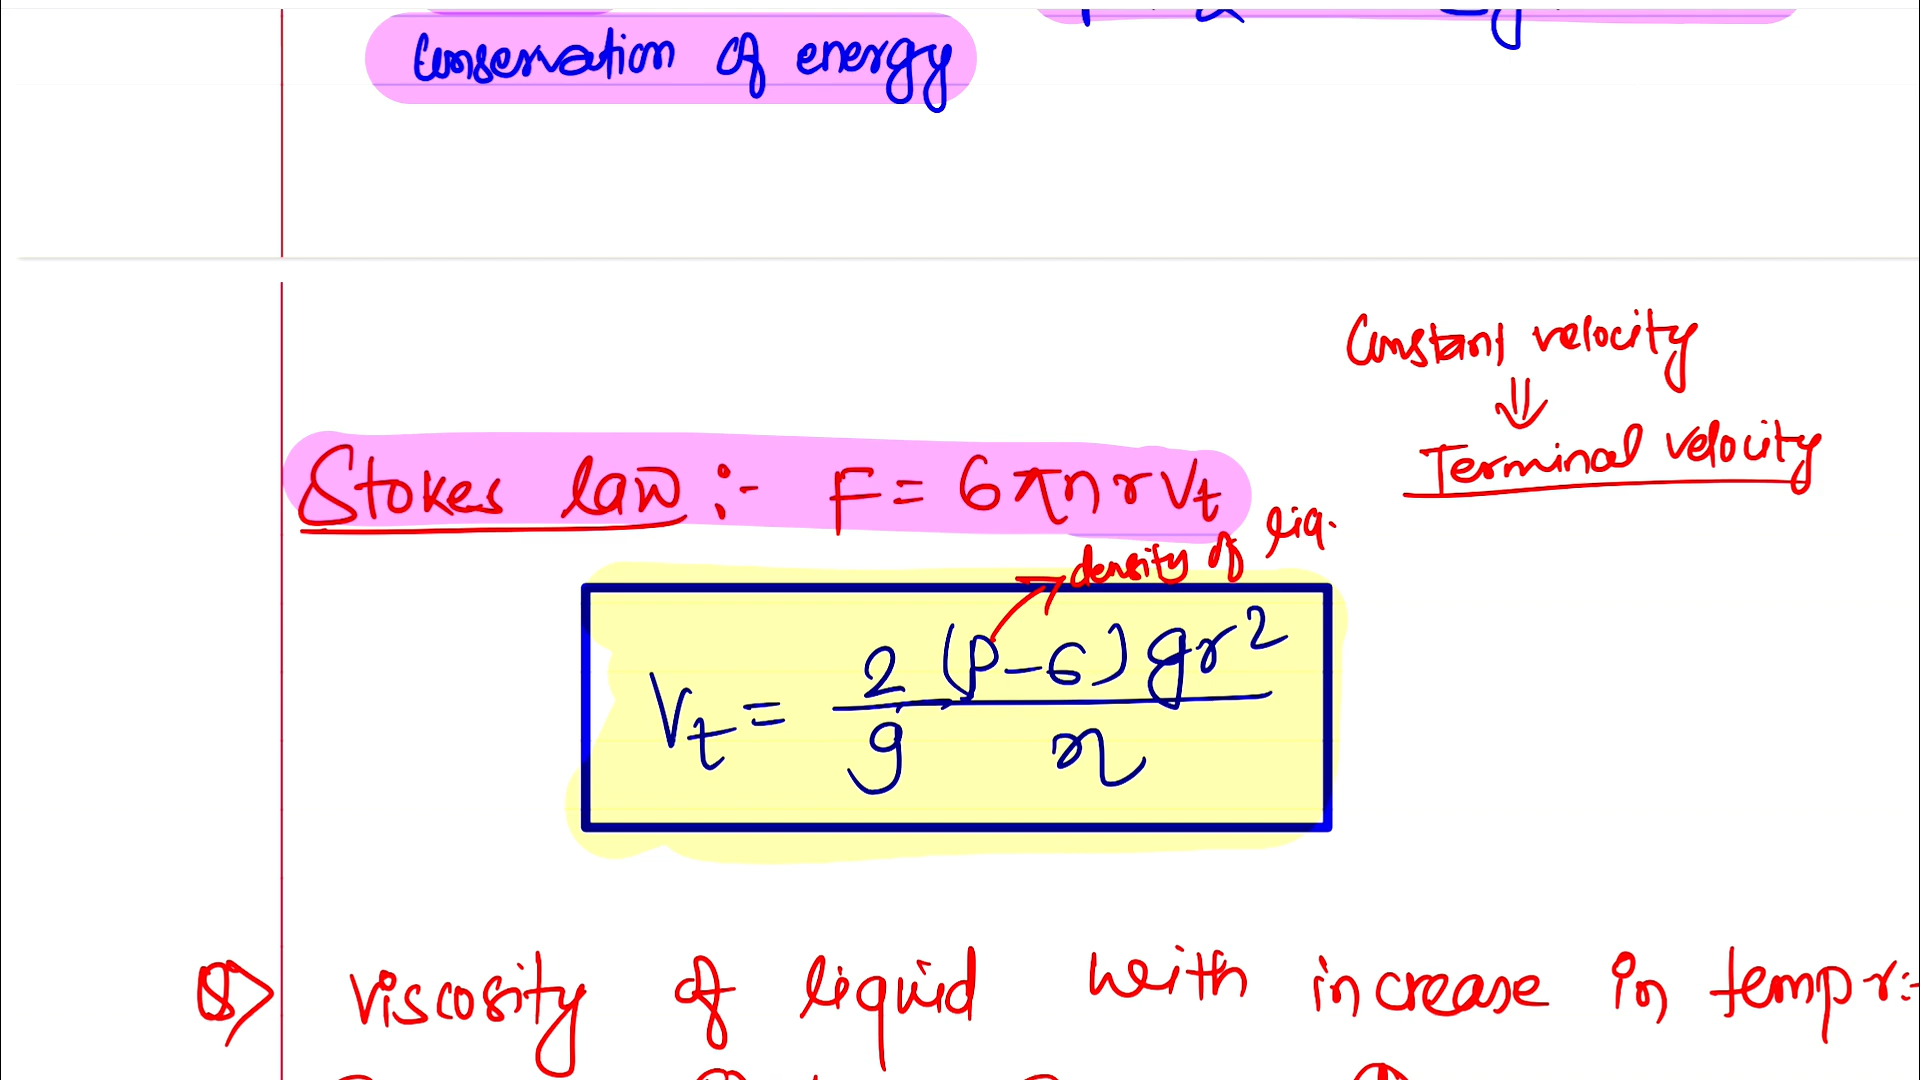 Conservation of energy
Constant velocity
⇓
Terminal velocity
Stokes law :- F = 6πηrVt
density of liq.
Vt = 2/9 (ρ-σ)gr²/η
Q> Viscosity of liquid with increase in tempr:-